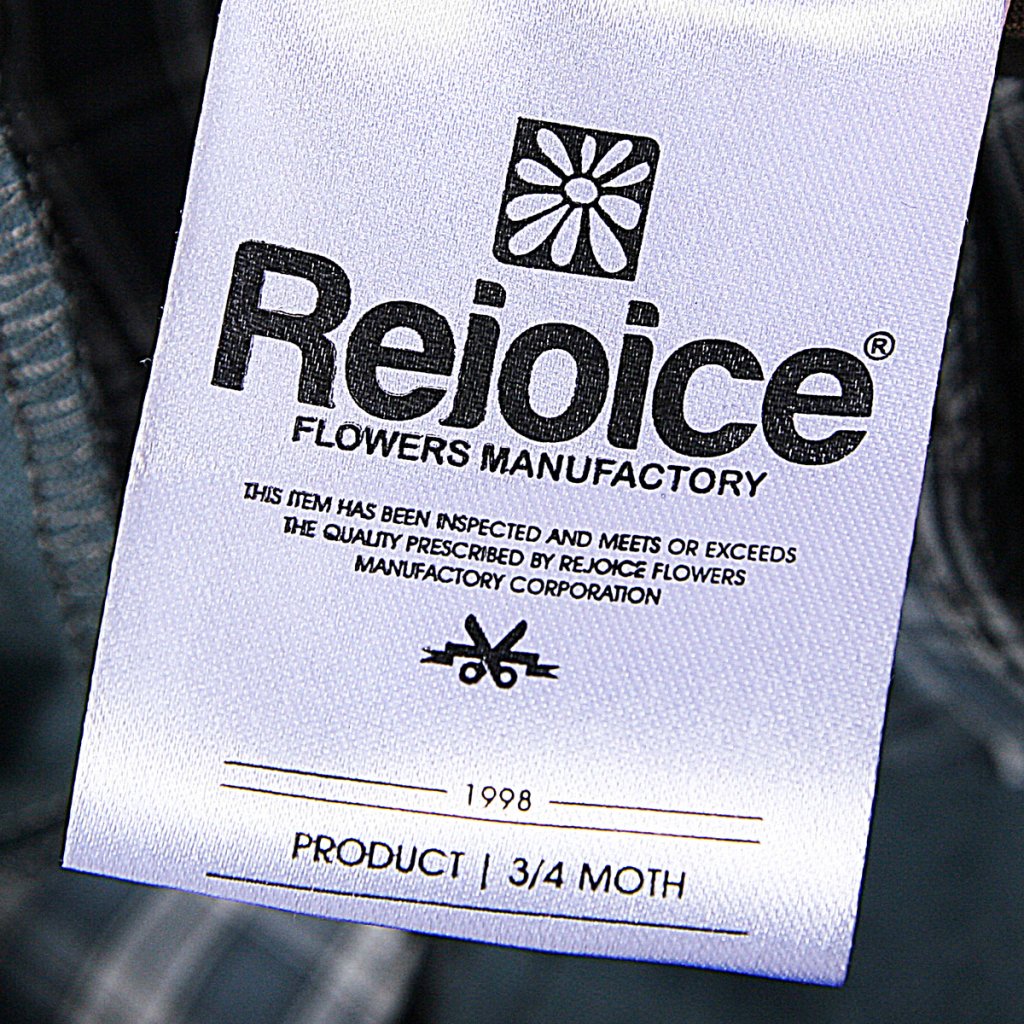 Rejoice®
FLOWERS MANUFACTORY
THIS ITEM HAS BEEN INSPECTED AND MEETS OR EXCEEDS
THE QUALITY PRESCRIBED BY REJOICE FLOWERS
MANUFACTORY CORPORATION
1998
PRODUCT | 3/4 MOTH